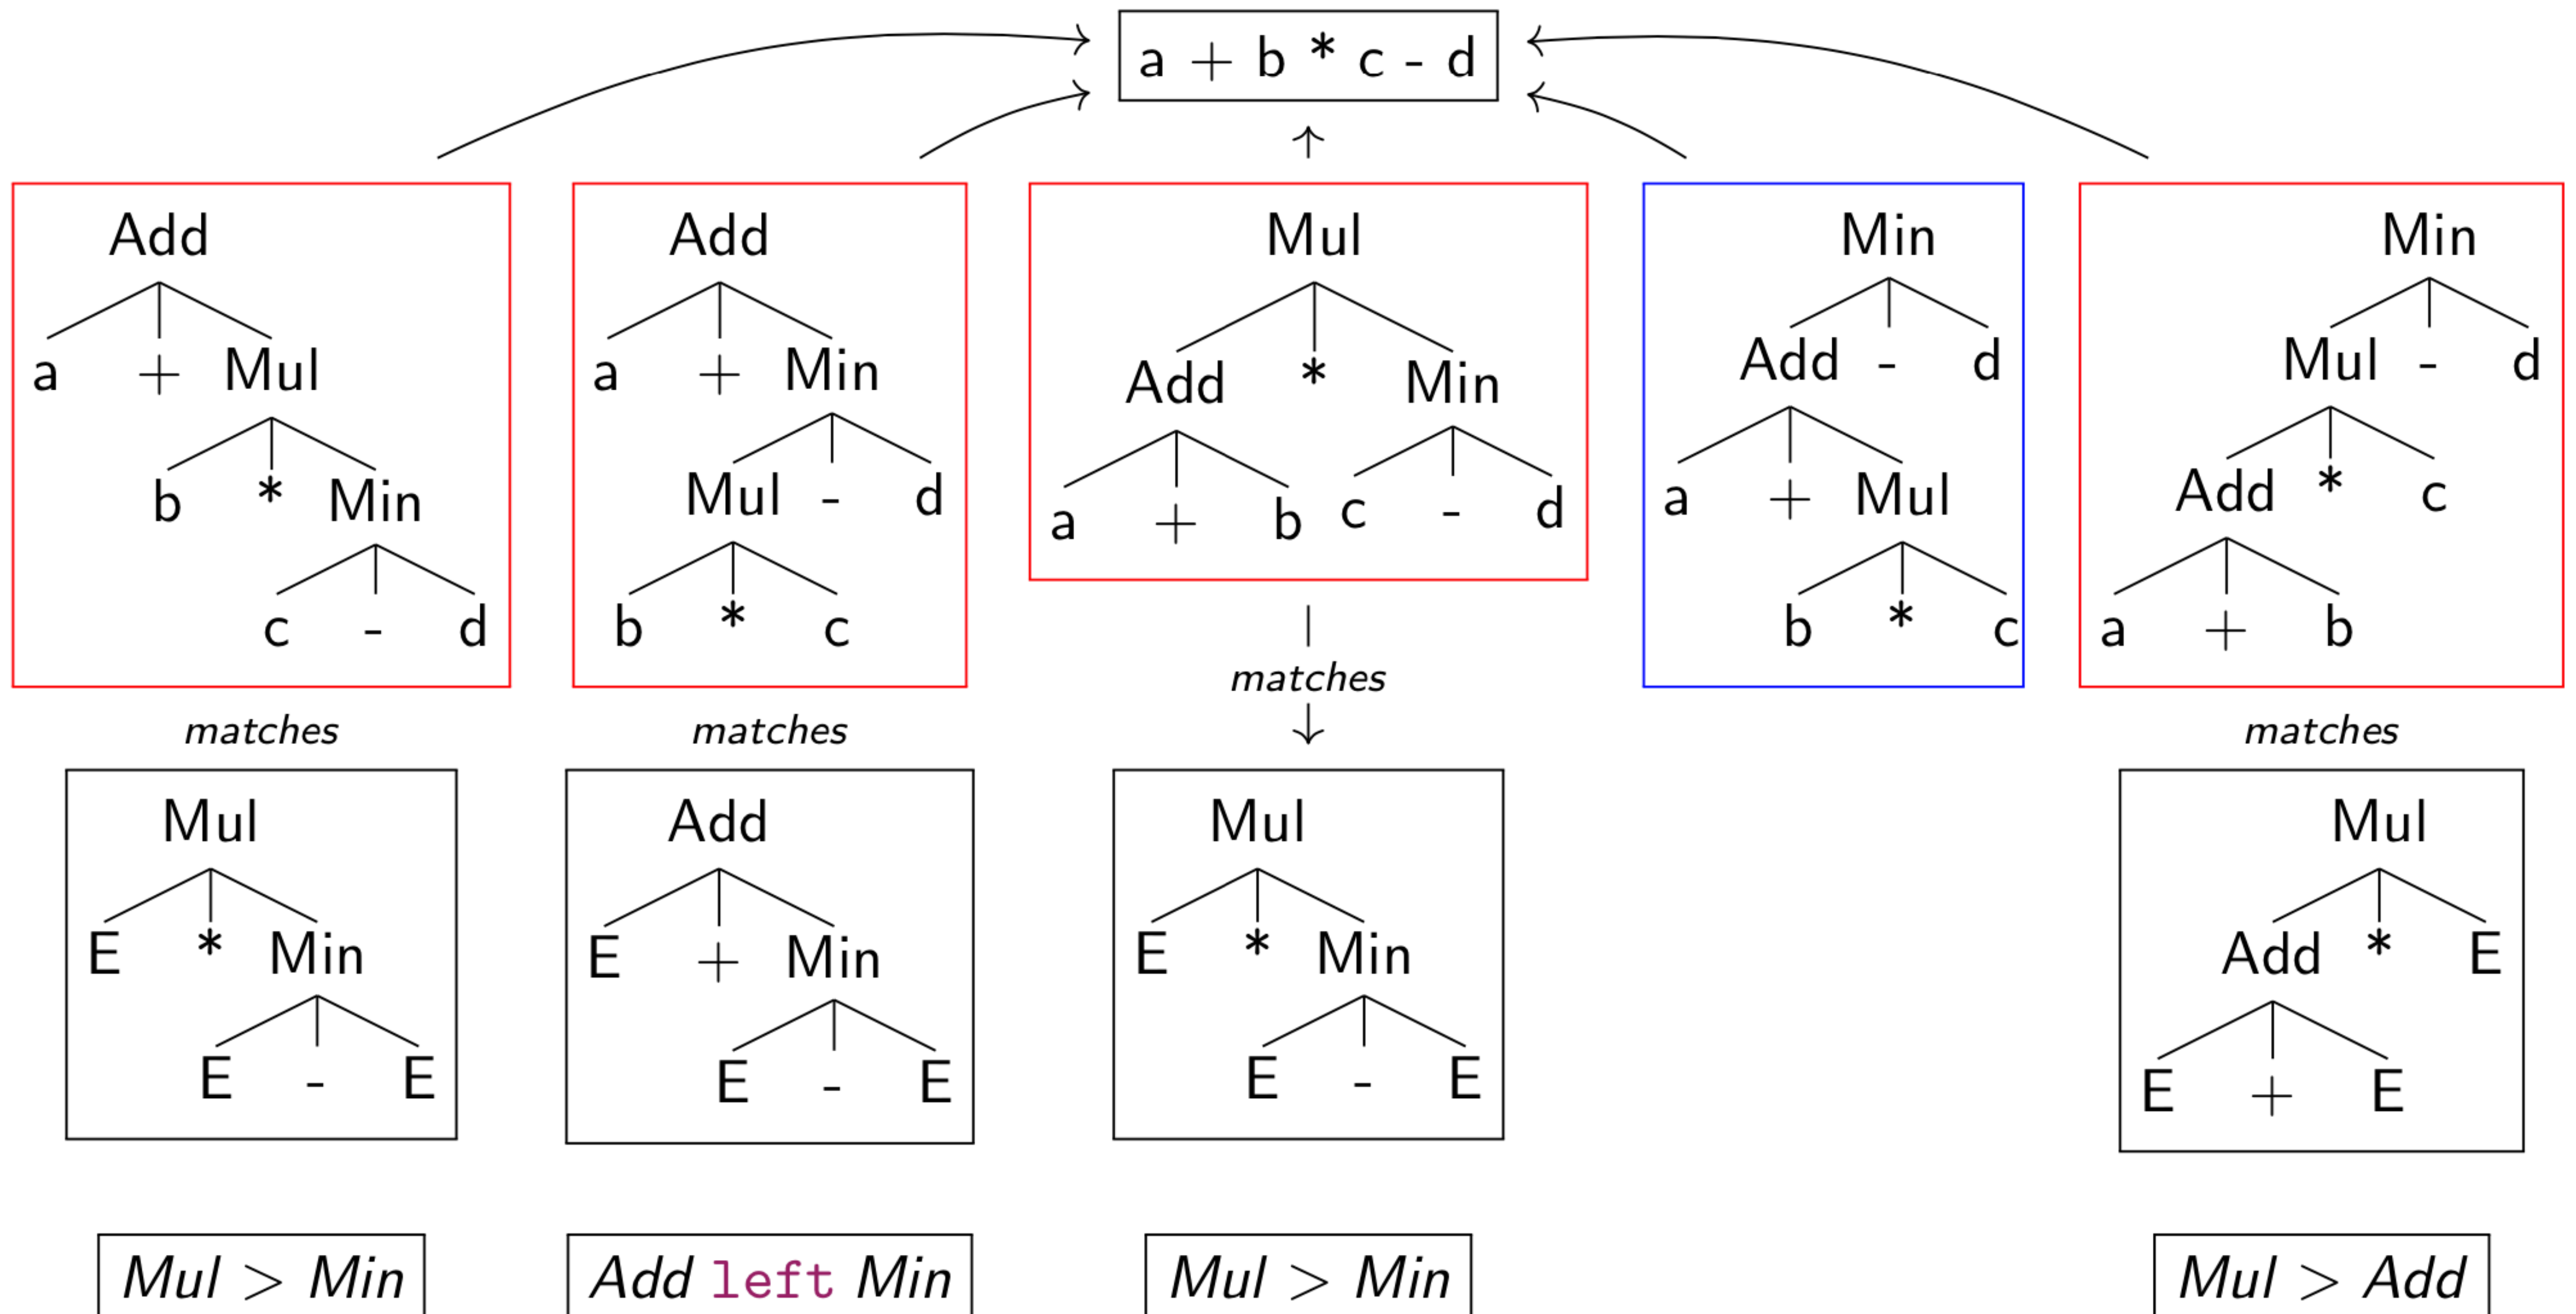 a + b * c - d
Add
a + Mul
b * Min
c - d
Add
a + Min
Mul - d
b * c
Mul
Add * Min
a + b c - d
Min
Add - d
a + Mul
b * c
Min
Mul - d
Add * c
a + b
matches
matches
matches
matches
Mul
E * Min
E - E
Add
E + Min
E - E
Mul
E * Min
E - E
Mul
Add * E
E + E
Mul > Min
Add left Min
Mul > Min
Mul > Add